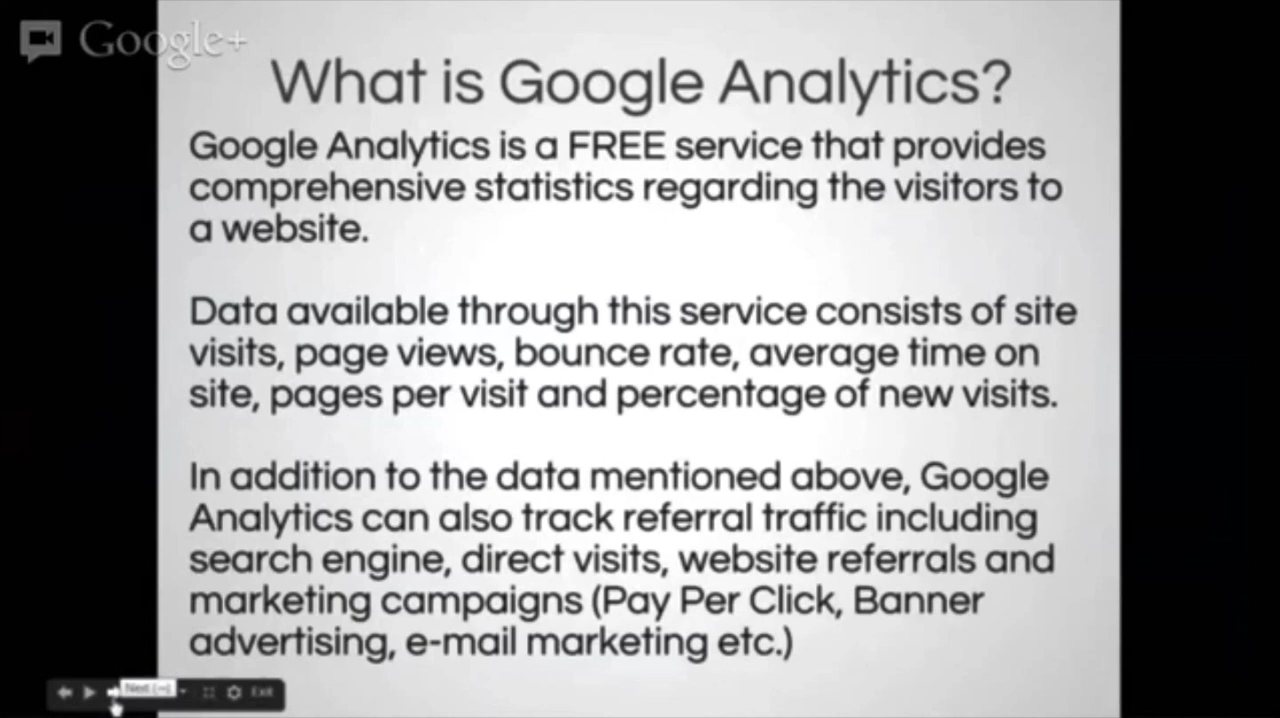 Google+
What is Google Analytics?
Google Analytics is a FREE service that provides
comprehensive statistics regarding the visitors to
a website.
Data available through this service consists of site
visits, page views, bounce rate, average time on
site, pages per visit and percentage of new visits.
In addition to the data mentioned above, Google
Analytics can also track referral traffic including
search engine, direct visits, website referrals and
marketing campaigns (Pay Per Click, Banner
advertising, e-mail marketing etc.)
Next Exit